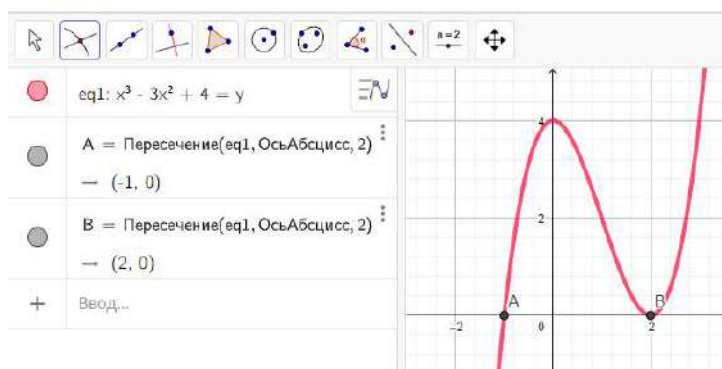 a=2
eq1: x³ - 3x² + 4 = y
A = Пересечение(eq1, ОсьАбсцисс, 2)
→ (-1, 0)
B = Пересечение(eq1, ОсьАбсцисс, 2)
→ (2, 0)
+ Ввод...
4
2
A
B
-2
0
2